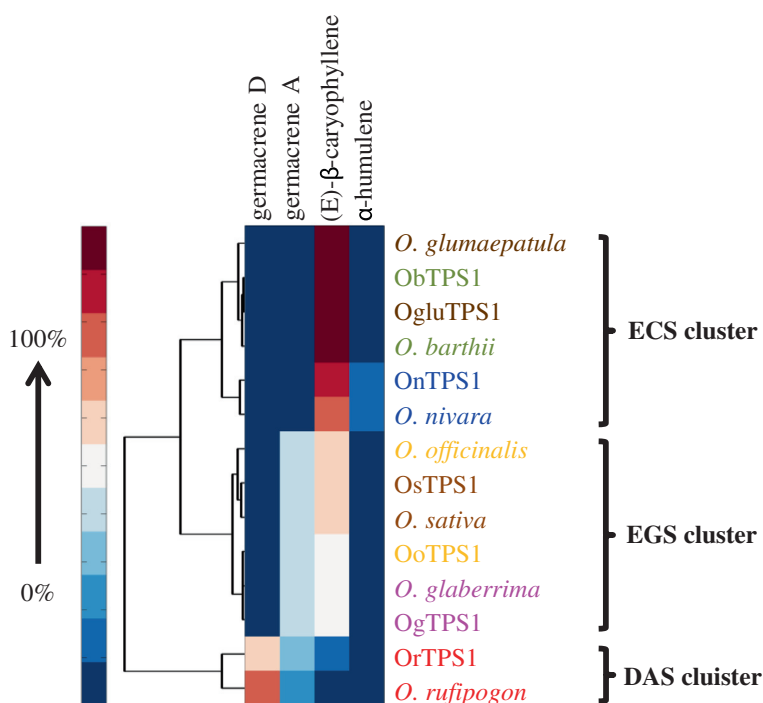 germacrene D
germacrene A
(E)-β-caryophyllene
α-humulene
100%
0%
O. glumaepatula
ObTPS1
OgluTPS1
O. barthii
OnTPS1
O. nivara
O. officinalis
OsTPS1
O. sativa
OoTPS1
O. glaberrima
OgTPS1
OrTPS1
O. rufipogon
ECS cluster
EGS cluster
DAS cluister